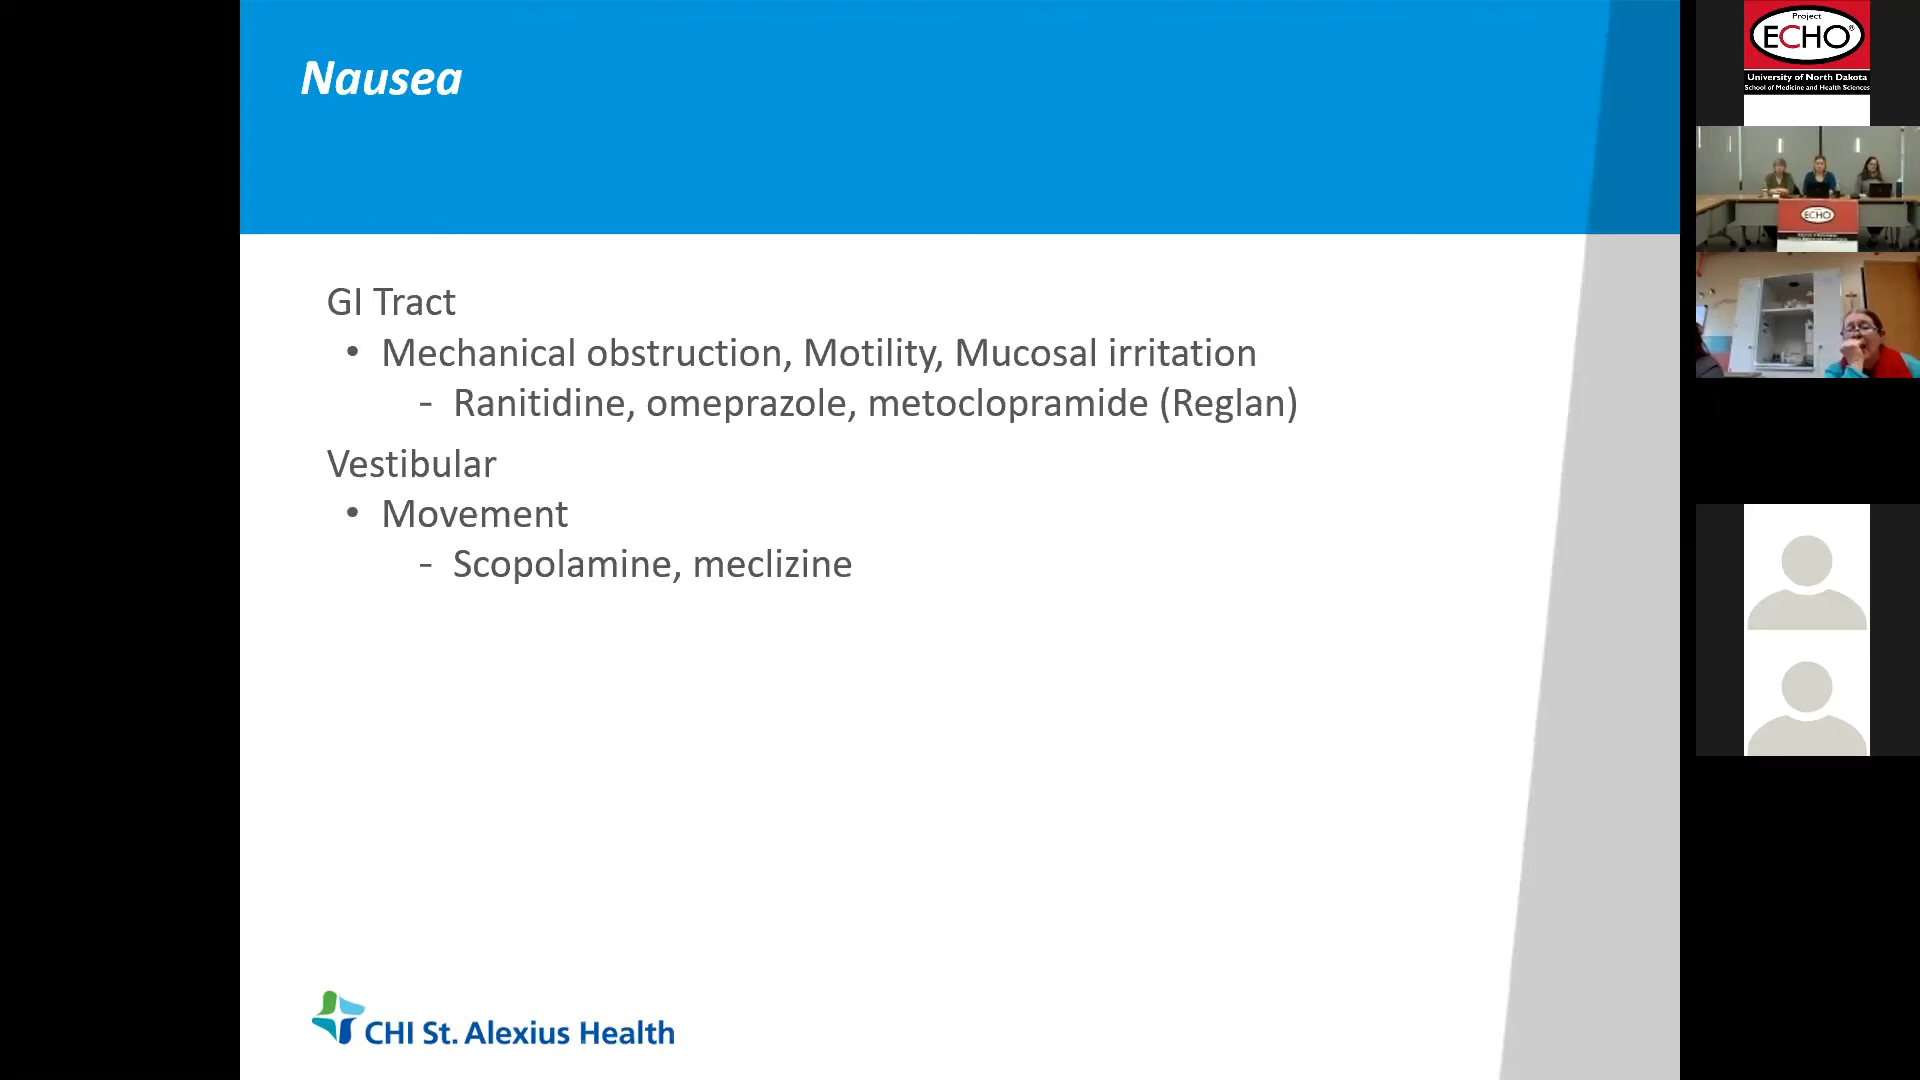 Nausea
GI Tract
• Mechanical obstruction, Motility, Mucosal irritation
- Ranitidine, omeprazole, metoclopramide (Reglan)
Vestibular
• Movement
- Scopolamine, meclizine
CHI St. Alexius Health
Project
ECHO®
University of North Dakota
School of Medicine and Health Sciences
ECHO